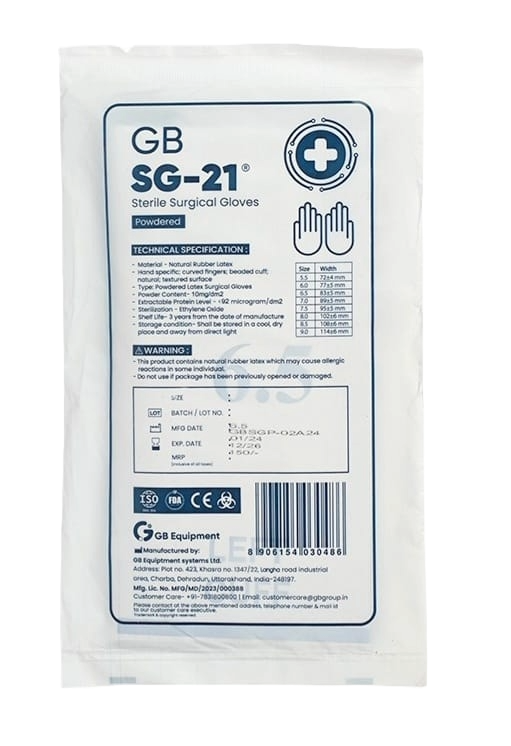 GB
SG-21®
Sterile Surgical Gloves
Powdered
TECHNICAL SPECIFICATION :
- Material - Natural Rubber Latex
- Hand specific; curved fingers; beaded cuff;
natural; textured surface
- Type: Powdered Latex Surgical Gloves
- Powder Content- 10mg/dm2
- Extractable Protein Level - <92 microgram/dm2
- Sterilization - Ethylene Oxide
- Shelf Life- 3 years from the date of manufacture
- Storage condition- Shall be stored in a cool, dry
place and away from direct light
Size Width
5.5 72±4 mm
6.0 77±5 mm
6.5 83±5 mm
7.0 89±5 mm
7.5 95±5 mm
8.0 102±6 mm
8.5 108±6 mm
9.0 114±6 mm
WARNING :
- This product contains natural rubber latex which may cause allergic
reactions in some individual.
- Do not use if package has been previously opened or damaged.
6.5
SIZE :
LOT BATCH / LOT NO. :
MFG DATE : 6.5
GBSGP-02A24
EXP. DATE : 01/24
12/26
MRP : 450/-
(Inclusive of all taxes)
ISO FDA CE
GB Equipment
8 906154 030486
LEFT
Manufactured by:
GB Equiptment systems Ltd.
Address: Plot no. 423, Khasra no. 1347/22, Langha road industrial
area, Charba, Dehradun, Uttarakhand, India-248197.
Mfg. Lic. No. MFG/MD/2023/000388
Customer Care- +91-7831800800 | Email: customercare@gbgroup.in
Please contact at the above mentioned address, telephone number & mail id
to our customer care executive.
Trademark & copyright reserved.